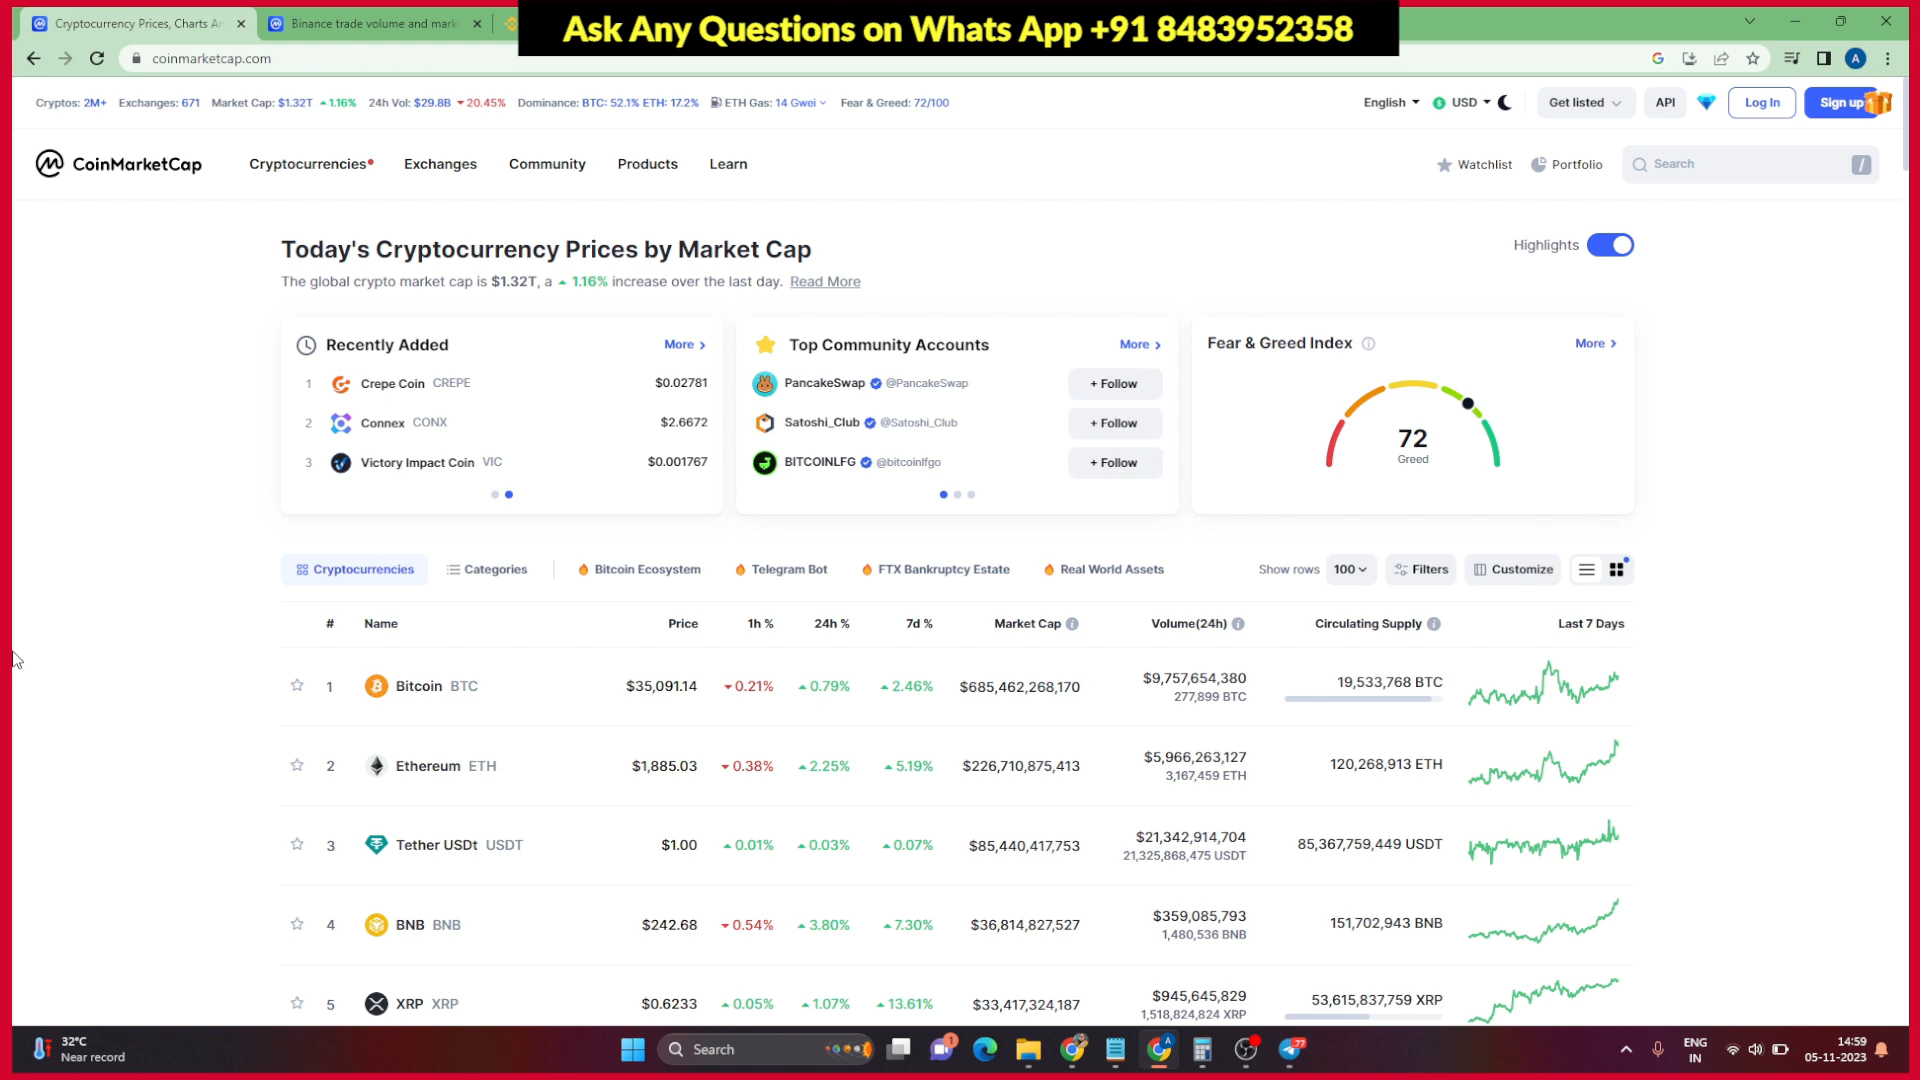 Ask Any Questions on Whats App +91 8483952358
Cryptocurrency Prices, Charts An
Binance trade volume and mark
coinmarketcap.com
A
Cryptos: 2M+ Exchanges: 671 Market Cap: $1.32T 1.16% 24h Vol: $29.8B 20.45% Dominance: BTC: 52.1% ETH: 17.2% ETH Gas: 14 Gwei Fear & Greed: 72/100
English USD Get listed API Log In Sign up
CoinMarketCap Cryptocurrencies Exchanges Community Products Learn Watchlist Portfolio Search /
Today's Cryptocurrency Prices by Market Cap
Highlights
The global crypto market cap is $1.32T, a 1.16% increase over the last day. Read More
Recently Added More
1 Crepe Coin CREPE $0.02781
2 Connex CONX $2.6672
3 Victory Impact Coin VIC $0.001767
Top Community Accounts More
PancakeSwap @PancakeSwap + Follow
Satoshi_Club @Satoshi_Club + Follow
BITCOINLFG @bitcoinlfgo + Follow
Fear & Greed Index More
72
Greed
Cryptocurrencies Categories Bitcoin Ecosystem Telegram Bot FTX Bankruptcy Estate Real World Assets Show rows 100 Filters Customize
# Name Price 1h % 24h % 7d % Market Cap Volume(24h) Circulating Supply Last 7 Days
1 Bitcoin BTC $35,091.14 0.21% 0.79% 2.46% $685,462,268,170 $9,757,654,380 19,533,768 BTC
277,899 BTC
2 Ethereum ETH $1,885.03 0.38% 2.25% 5.19% $226,710,875,413 $5,966,263,127 120,268,913 ETH
3,167,459 ETH
3 Tether USDt USDT $1.00 0.01% 0.03% 0.07% $85,440,417,753 $21,342,914,704 85,367,759,449 USDT
21,325,868,475 USDT
4 BNB BNB $242.68 0.54% 3.80% 7.30% $36,814,827,527 $359,085,793 151,702,943 BNB
1,480,536 BNB
5 XRP XRP $0.6233 0.05% 1.07% 13.61% $33,417,324,187 $945,645,829 53,615,837,759 XRP
1,518,824,824 XRP
32°C
Near record
Search
1
A
77
ENG
IN
14:59
05-11-2023